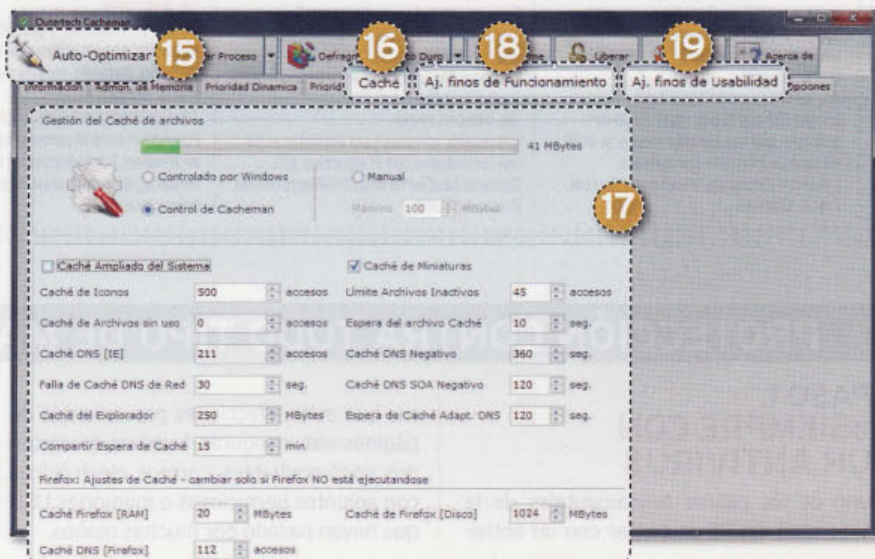 Outertech Cacheman
Auto-Optimizar 15 Proceso Defrag Duro 16 18 Liberar 19 Acerca de
Información Admon. de Memoria Prioridad Dinamica Caché Aj. finos de Funcionamiento Aj. finos de Usabilidad Opciones
Gestión del Caché de archivos
41 MBytes
Controlado por Windows Manual
Control de Cacheman Máximo 100 MBytes
17
Caché Ampliado del Sistema Caché de Miniaturas
Caché de Iconos 500 accesos Límite Archivos Inactivos 45 accesos
Caché de Archivos sin uso 0 accesos Espera del archivo Caché 10 seg.
Caché DNS [IE] 211 accesos Caché DNS Negativo 360 seg.
Falla de Caché DNS de Red 30 seg. Caché DNS SOA Negativo 120 seg.
Caché del Explorador 250 MBytes Espera de Caché Adapt. DNS 120 seg.
Compartir Espera de Caché 15 min
Firefox: Ajustes de Caché - cambiar solo si Firefox NO está ejecutandose
Caché Firefox [RAM] 20 MBytes Caché de Firefox [Disco] 1024 MBytes
Caché DNS [Firefox] 112 accesos